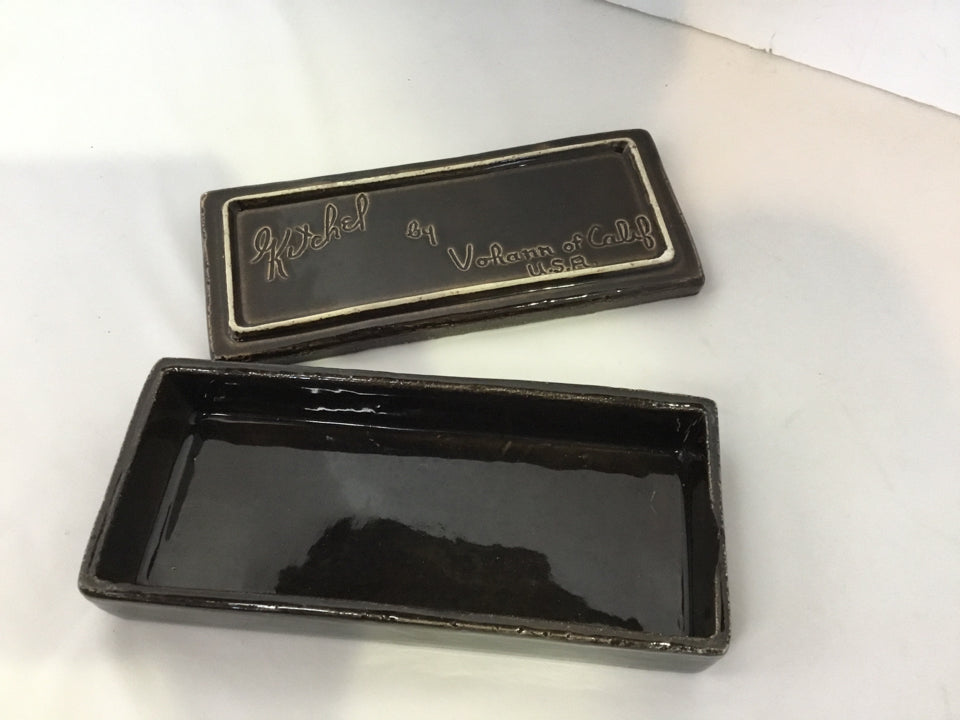 Kitchel
by
Vohann of Calif
U.S.A.